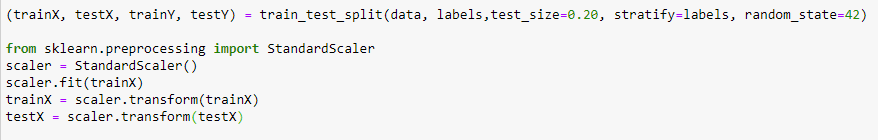 (trainX, testX, trainY, testY) = train_test_split(data, labels,test_size=0.20, stratify=labels, random_state=42)
from sklearn.preprocessing import StandardScaler
scaler = StandardScaler()
scaler.fit(trainX)
trainX = scaler.transform(trainX)
testX = scaler.transform(testX)